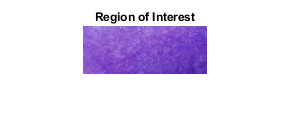 Region of Interest